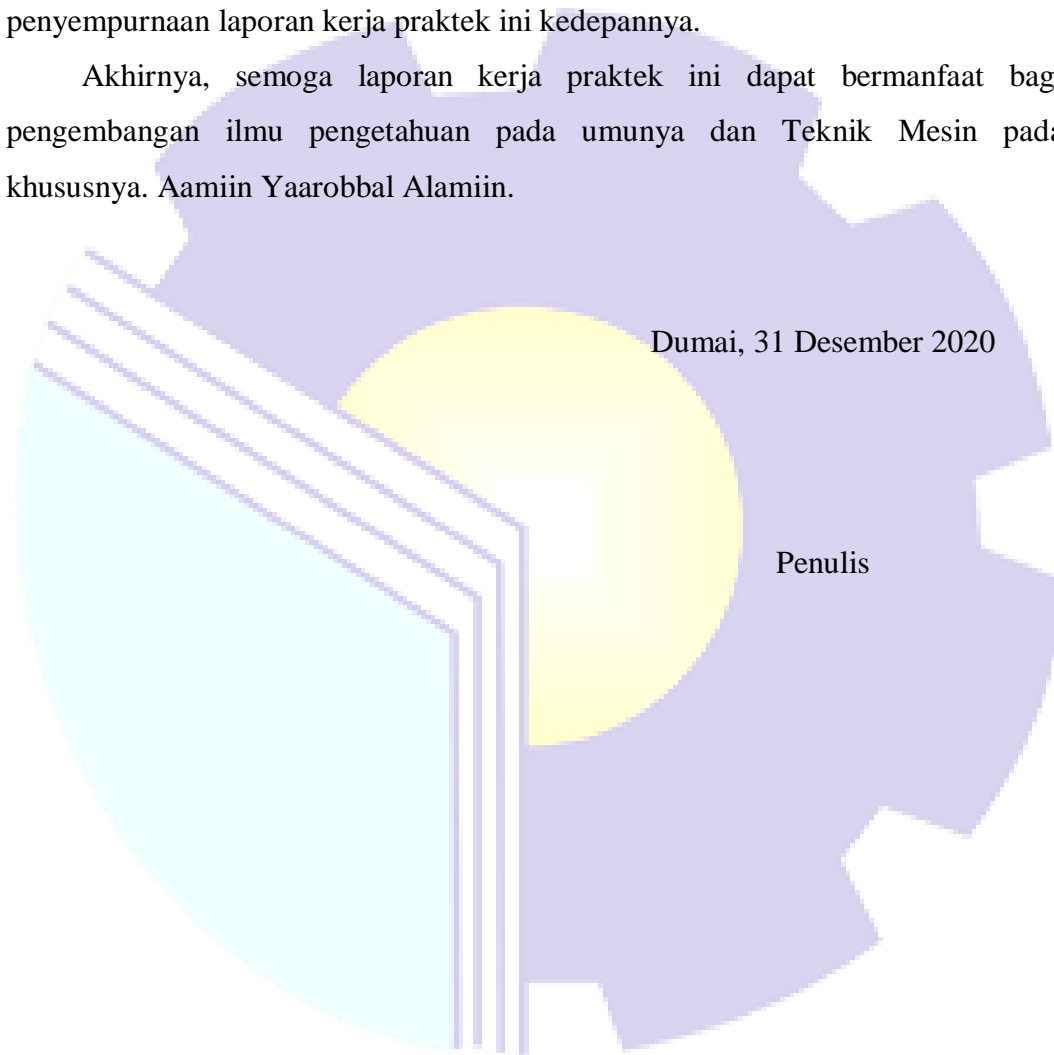 penyempurnaan laporan kerja praktek ini kedepannya.
Akhirnya, semoga laporan kerja praktek ini dapat bermanfaat bag
pengembangan ilmu pengetahuan pada umunya dan Teknik Mesin pada
khususnya. Aamiin Yaarobbal Alamiin.
Dumai, 31 Desember 2020
Penulis